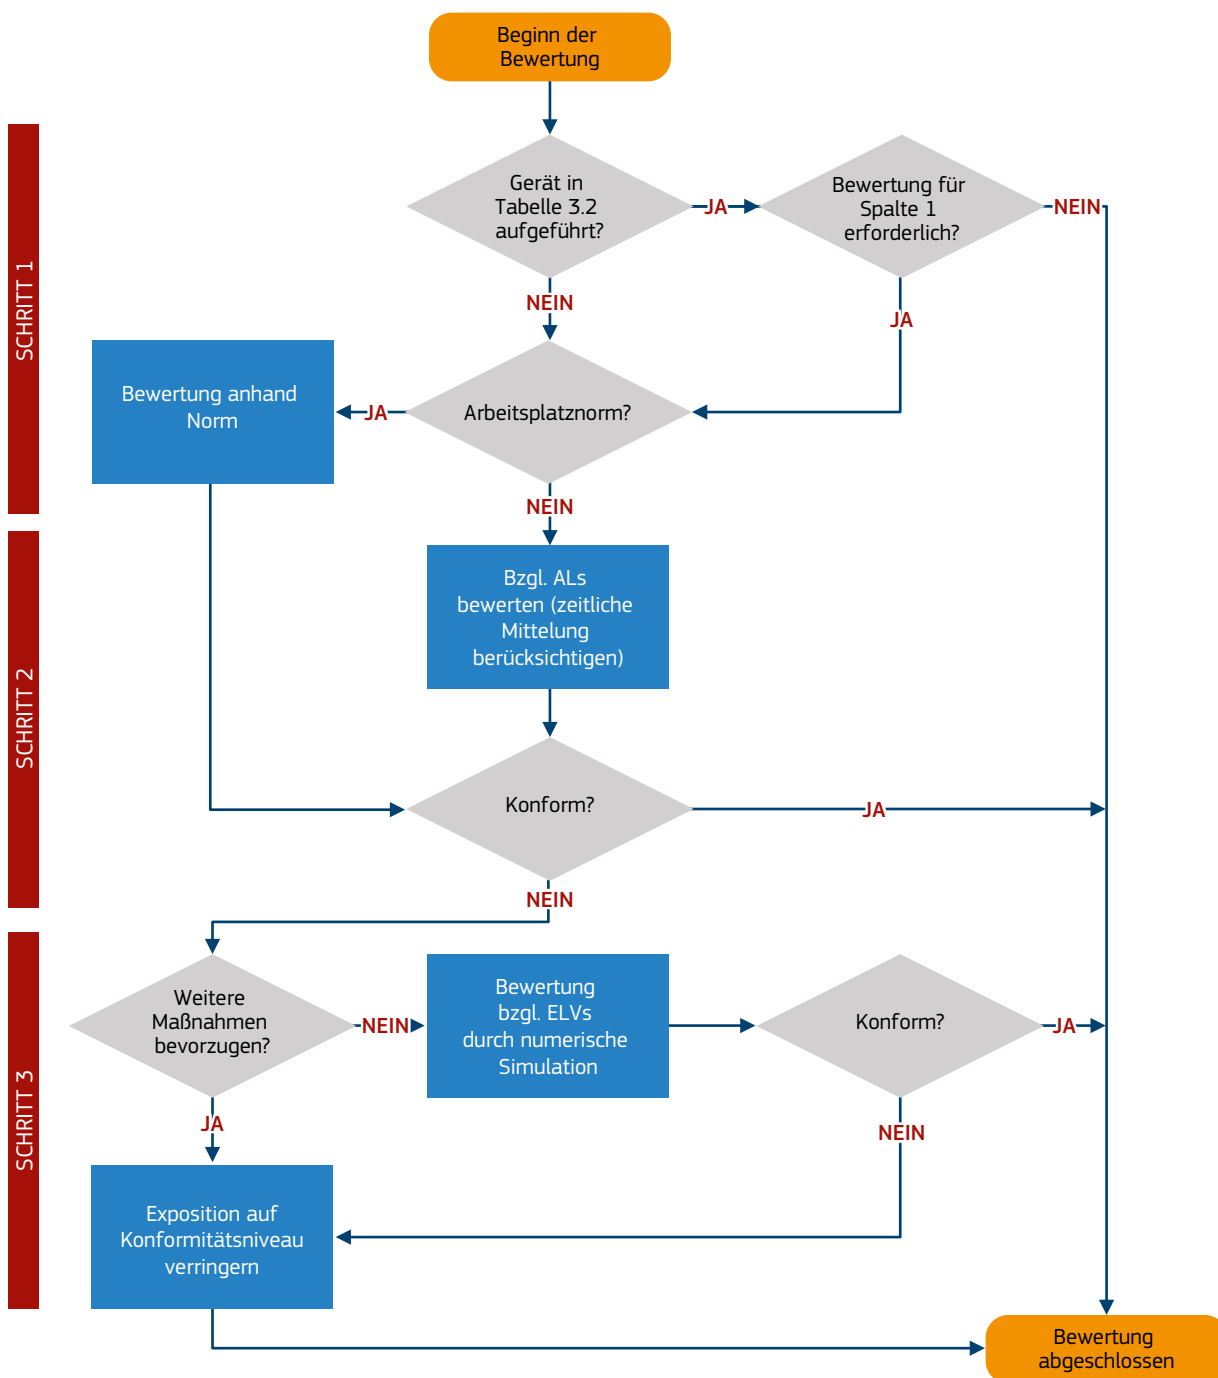 Beginn der
Bewertung
SCHRITT 1
Gerät in
Tabelle 3.2
aufgeführt?
JA
Bewertung für
Spalte 1
erforderlich?
NEIN
NEIN
JA
Bewertung anhand
Norm
JA
Arbeitsplatznorm?
NEIN
SCHRITT 2
Bzgl. ALs
bewerten (zeitliche
Mittelung
berücksichtigen)
Konform?
JA
NEIN
SCHRITT 3
Weitere
Maßnahmen
bevorzugen?
NEIN
Bewertung
bzgl. ELVs
durch numerische
Simulation
Konform?
JA
JA
NEIN
Exposition auf
Konformitätsniveau
verringern
Bewertung
abgeschlossen